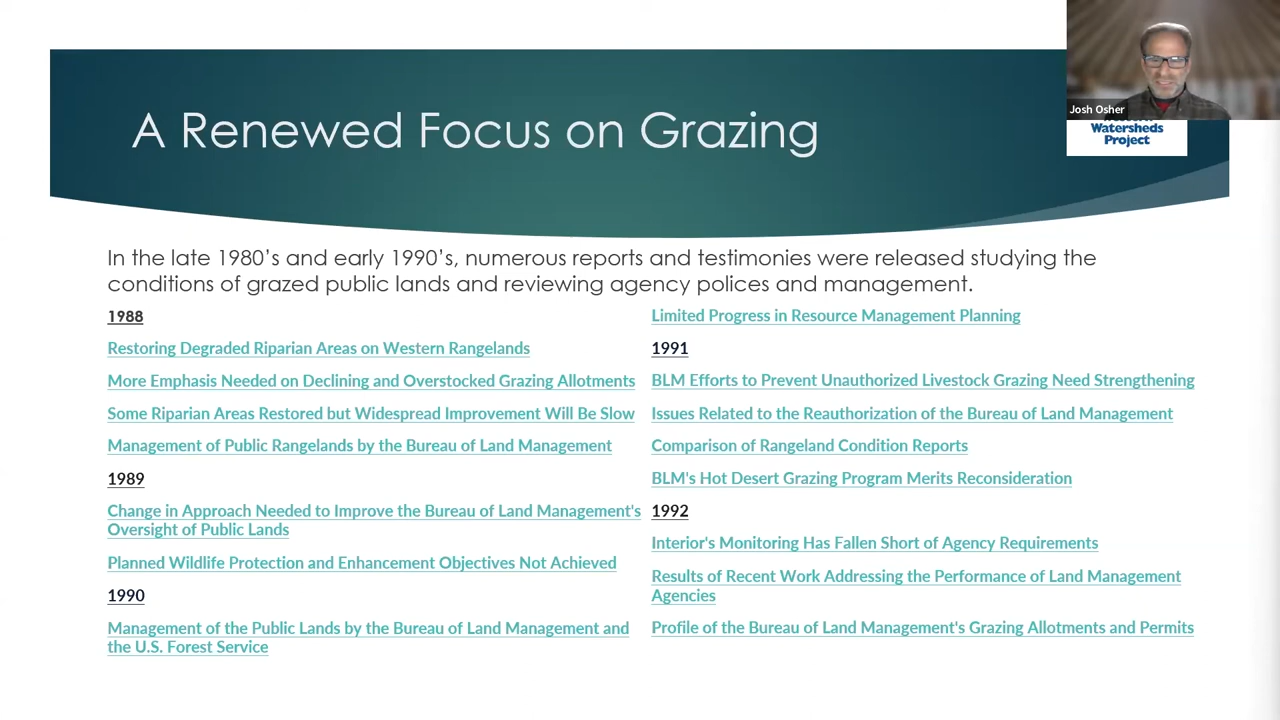 A Renewed Focus on Grazing
Josh Osher
Watersheds
Project
In the late 1980's and early 1990's, numerous reports and testimonies were released studying the
conditions of grazed public lands and reviewing agency polices and management.
1988
Restoring Degraded Riparian Areas on Western Rangelands
More Emphasis Needed on Declining and Overstocked Grazing Allotments
Some Riparian Areas Restored but Widespread Improvement Will Be Slow
Management of Public Rangelands by the Bureau of Land Management
1989
Change in Approach Needed to Improve the Bureau of Land Management's
Oversight of Public Lands
Planned Wildlife Protection and Enhancement Objectives Not Achieved
1990
Management of the Public Lands by the Bureau of Land Management and
the U.S. Forest Service
Limited Progress in Resource Management Planning
1991
BLM Efforts to Prevent Unauthorized Livestock Grazing Need Strengthening
Issues Related to the Reauthorization of the Bureau of Land Management
Comparison of Rangeland Condition Reports
BLM's Hot Desert Grazing Program Merits Reconsideration
1992
Interior's Monitoring Has Fallen Short of Agency Requirements
Results of Recent Work Addressing the Performance of Land Management
Agencies
Profile of the Bureau of Land Management's Grazing Allotments and Permits